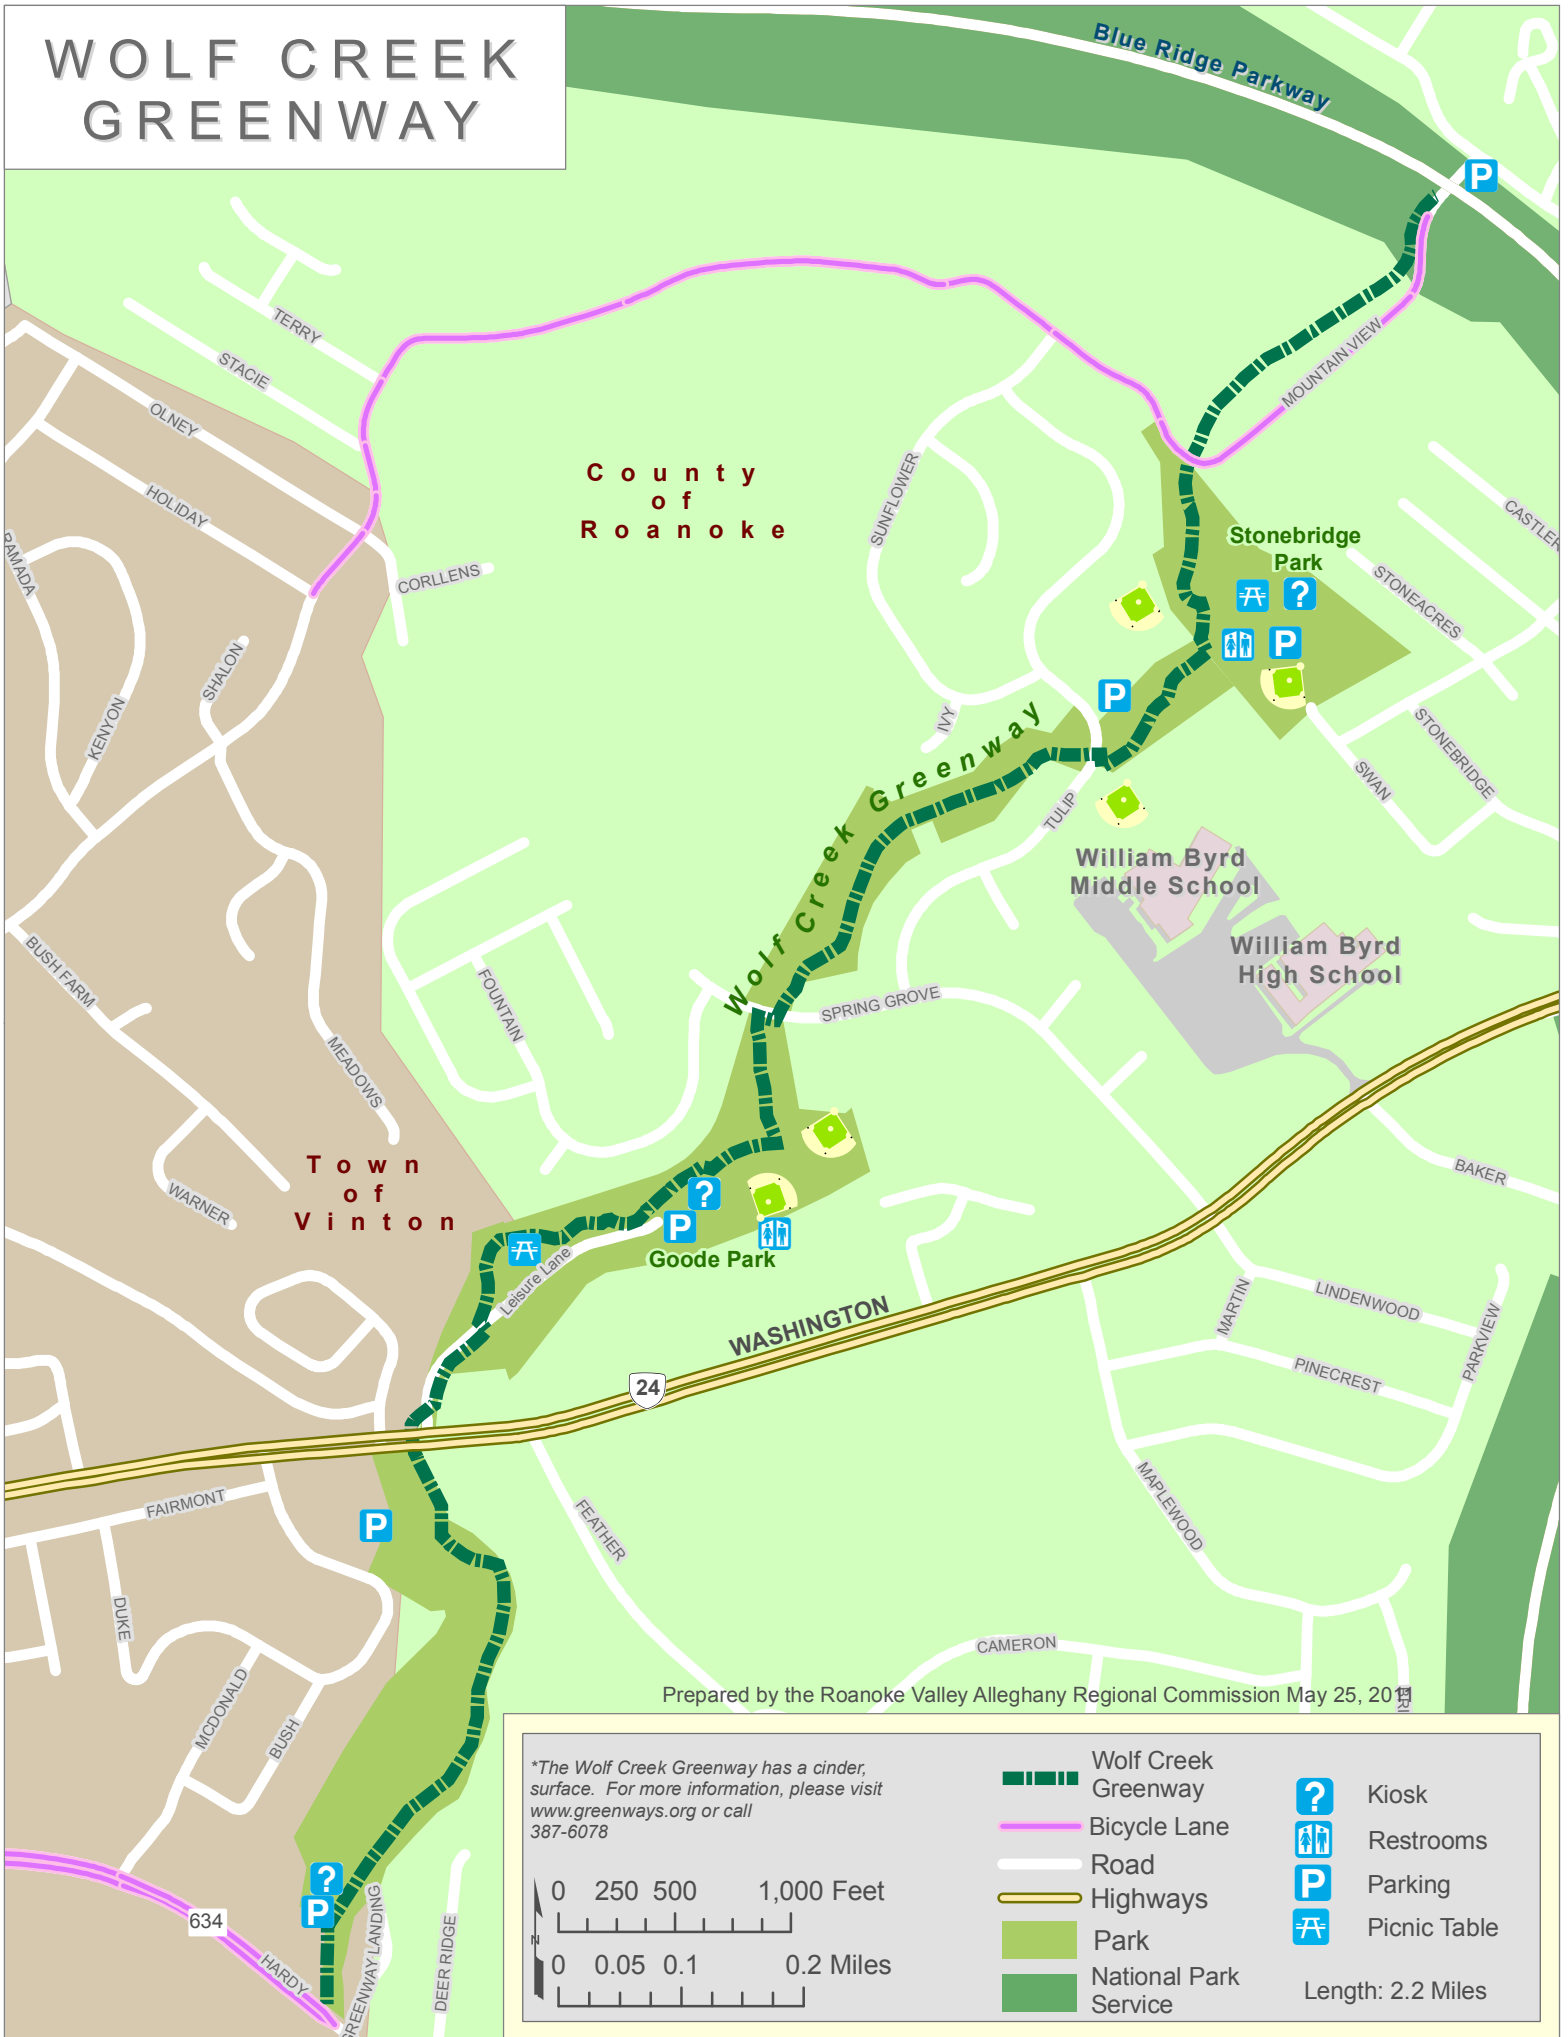 WOLF CREEK
GREENWAY
Blue Ridge Parkway
P
TERRY
STACIE
OLNEY
HOLIDAY
MOUNTAIN VIEW
County
of
Roanoke
SUNFLOWER
CASTLER
Stonebridge
Park
?
P
STONEACRES
RAMADA
CORLLENS
SHALON
KENYON
P
IVY
STONEBRIDGE
SWAN
TULIP
Wolf Creek Greenway
William Byrd
Middle School
William Byrd
High School
BUSH FARM
FOUNTAIN
SPRING GROVE
MEADOWS
Town
of
Vinton
WARNER
BAKER
?
P
Goode Park
Leisure Lane
WASHINGTON
24
MARTIN
LINDENWOOD
PARKVIEW
PINECREST
FAIRMONT
P
FEATHER
MAPLEWOOD
DUKE
CAMERON
MCDONALD
BUSH
BRI
Prepared by the Roanoke Valley Alleghany Regional Commission May 25, 2011
?
P
634
HARDY
GREENWAY LANDING
DEER RIDGE
*The Wolf Creek Greenway has a cinder,
surface. For more information, please visit
www.greenways.org or call
387-6078
0 250 500 1,000 Feet
0 0.05 0.1 0.2 Miles
N
Wolf Creek
Greenway
Bicycle Lane
Road
Highways
Park
National Park
Service
? Kiosk
Restrooms
P Parking
Picnic Table
Length: 2.2 Miles